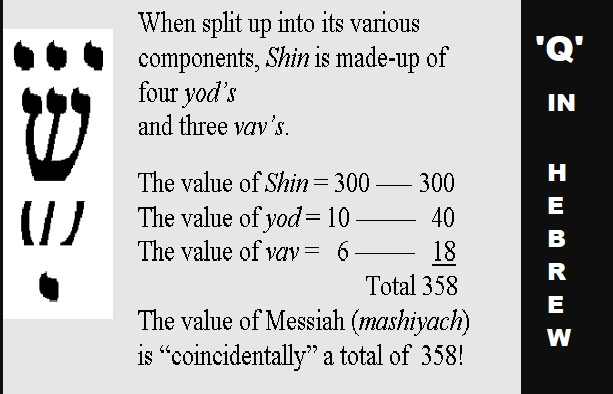 When split up into its various
components, Shin is made-up of
four yod's
and three vav's.
The value of Shin = 300 —— 300
The value of yod = 10 ——— 40
The value of vav = 6 ——— 18
Total 358
The value of Messiah (mashiyach)
is “coincidentally” a total of 358!
ש
'Q'
IN
HEBREW